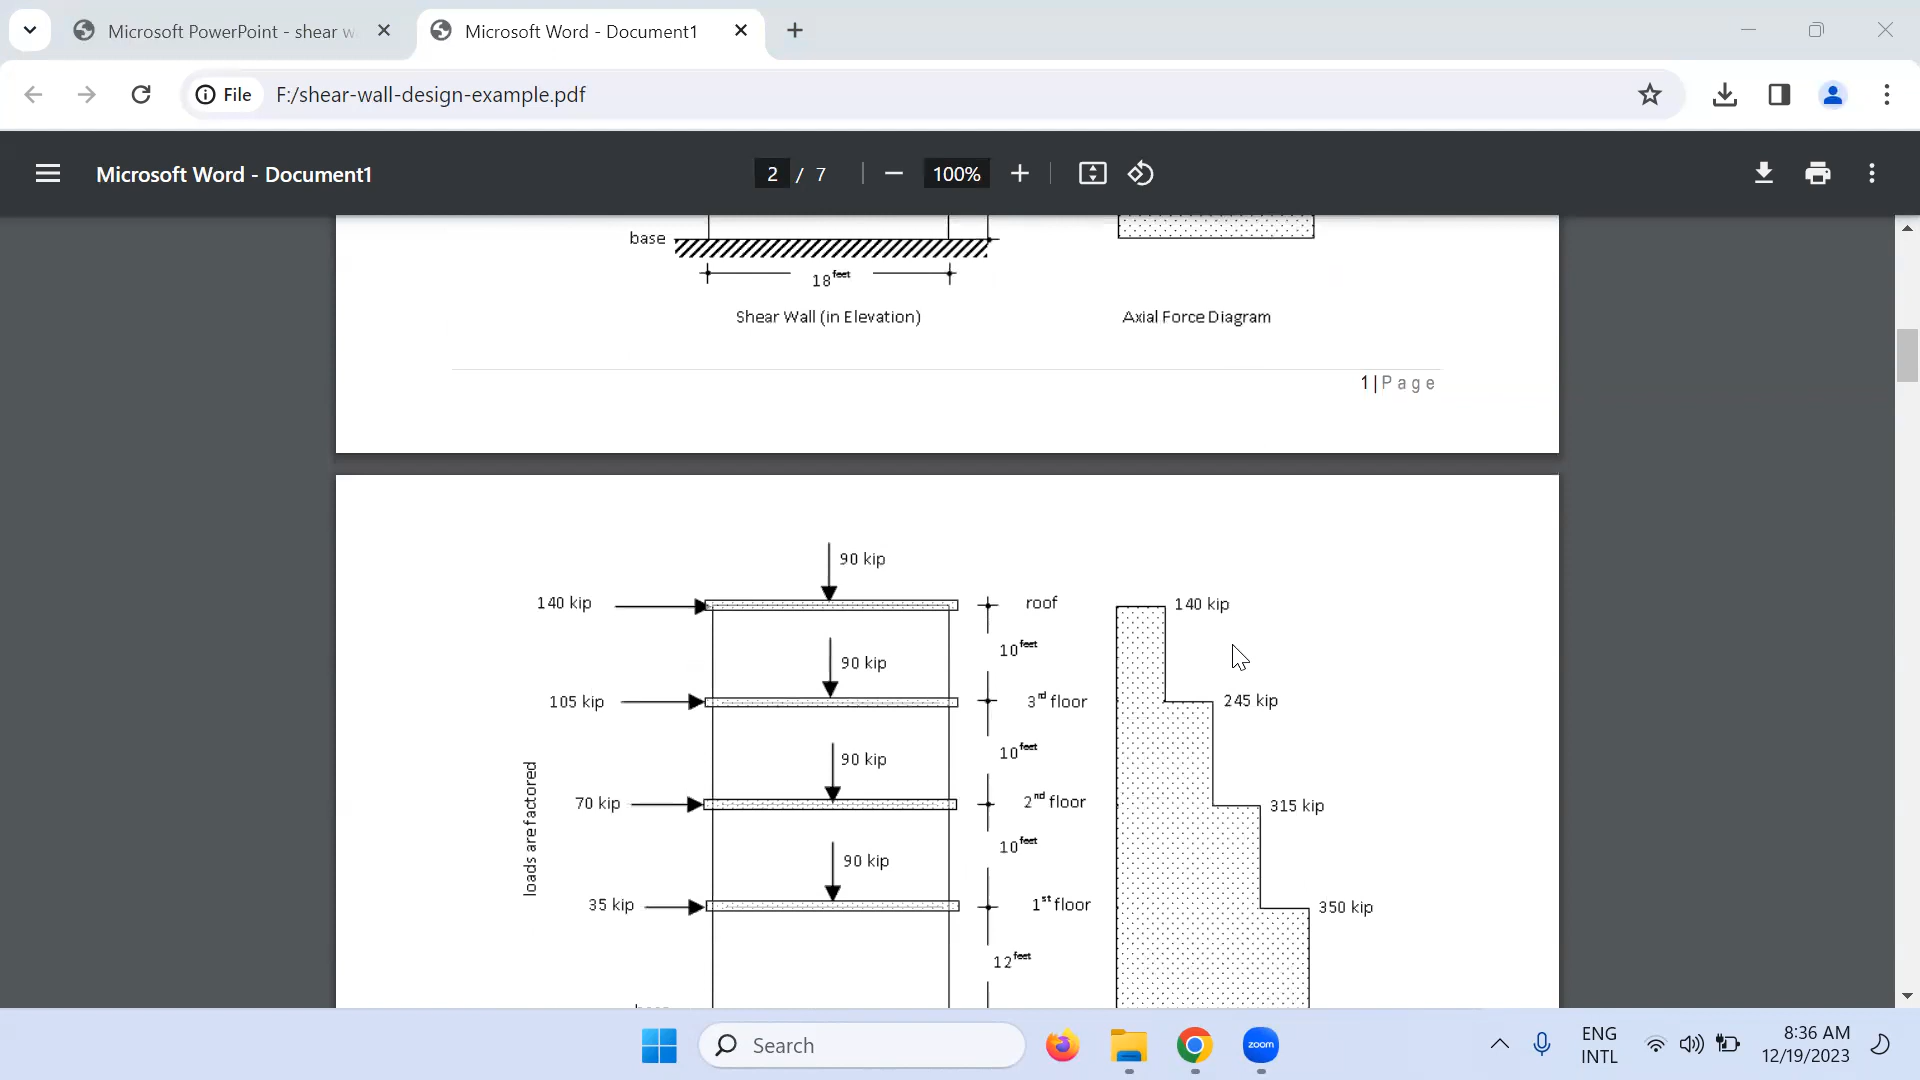 Microsoft PowerPoint - shear w
Microsoft Word - Document1
File
F:/shear-wall-design-example.pdf
Microsoft Word - Document1
2 / 7
100%
base
18 feet
Shear Wall (in Elevation)
Axial Force Diagram
1 | P a g e
90 kip
140 kip
roof
140 kip
10 feet
90 kip
105 kip
3rd floor
245 kip
10 feet
90 kip
70 kip
2nd floor
315 kip
loads are factored
10 feet
90 kip
35 kip
1st floor
350 kip
12 feet
Search
zoom
ENG
INTL
8:36 AM
12/19/2023